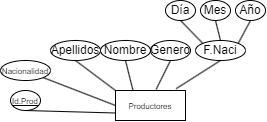 Día Mes Año
Apellidos Nombre Genero F.Naci
Nacionalidad
Id.Prod
Productores